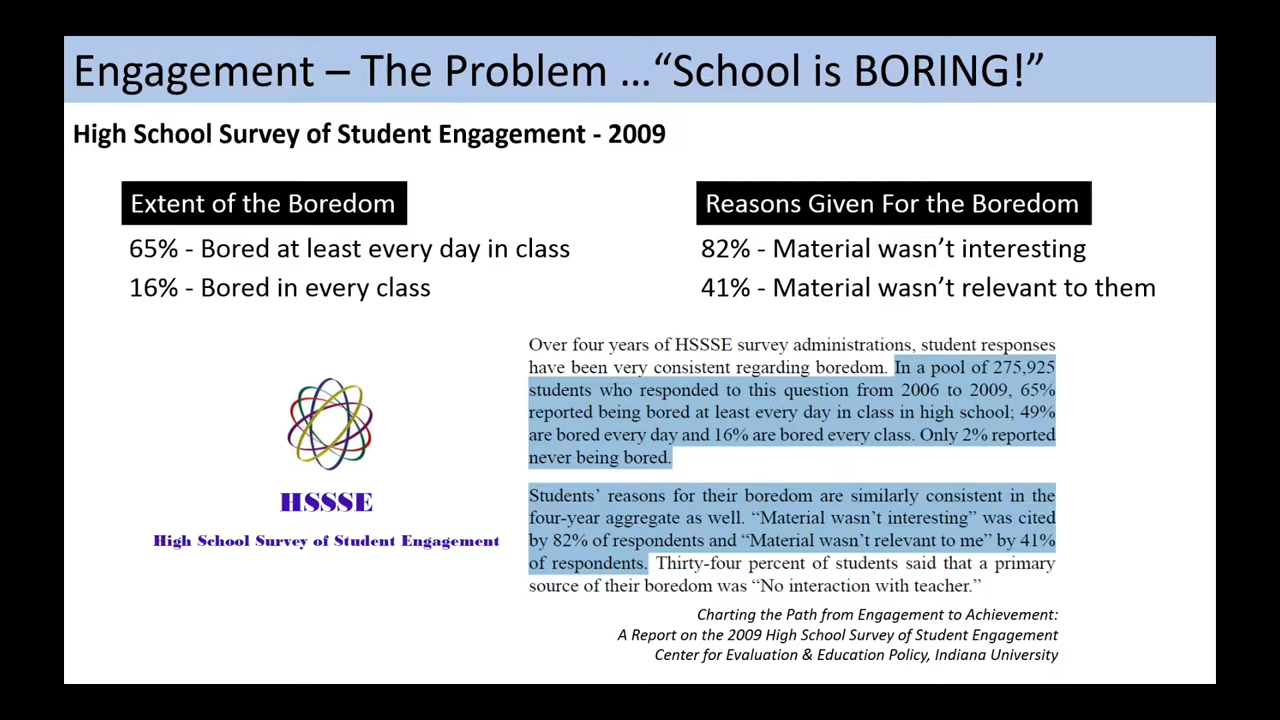 Engagement – The Problem …“School is BORING!”
High School Survey of Student Engagement - 2009
Extent of the Boredom
65% - Bored at least every day in class
16% - Bored in every class
Reasons Given For the Boredom
82% - Material wasn’t interesting
41% - Material wasn’t relevant to them
HSSSE
High School Survey of Student Engagement
Over four years of HSSSE survey administrations, student responses
have been very consistent regarding boredom. In a pool of 275,925
students who responded to this question from 2006 to 2009, 65%
reported being bored at least every day in class in high school; 49%
are bored every day and 16% are bored every class. Only 2% reported
never being bored.
Students’ reasons for their boredom are similarly consistent in the
four-year aggregate as well. “Material wasn’t interesting” was cited
by 82% of respondents and “Material wasn’t relevant to me” by 41%
of respondents. Thirty-four percent of students said that a primary
source of their boredom was “No interaction with teacher.”
Charting the Path from Engagement to Achievement:
A Report on the 2009 High School Survey of Student Engagement
Center for Evaluation & Education Policy, Indiana University